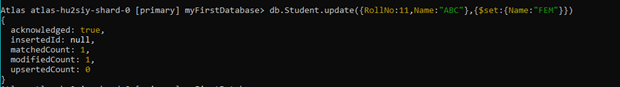 Atlas atlas-hu2siy-shard-0 [primary] myFirstDatabase> db.Student.update({RollNo:11,Name:"ABC"},{$set:{Name:"FEM"}})
{
  acknowledged: true,
  insertedId: null,
  matchedCount: 1,
  modifiedCount: 1,
  upsertedCount: 0
}